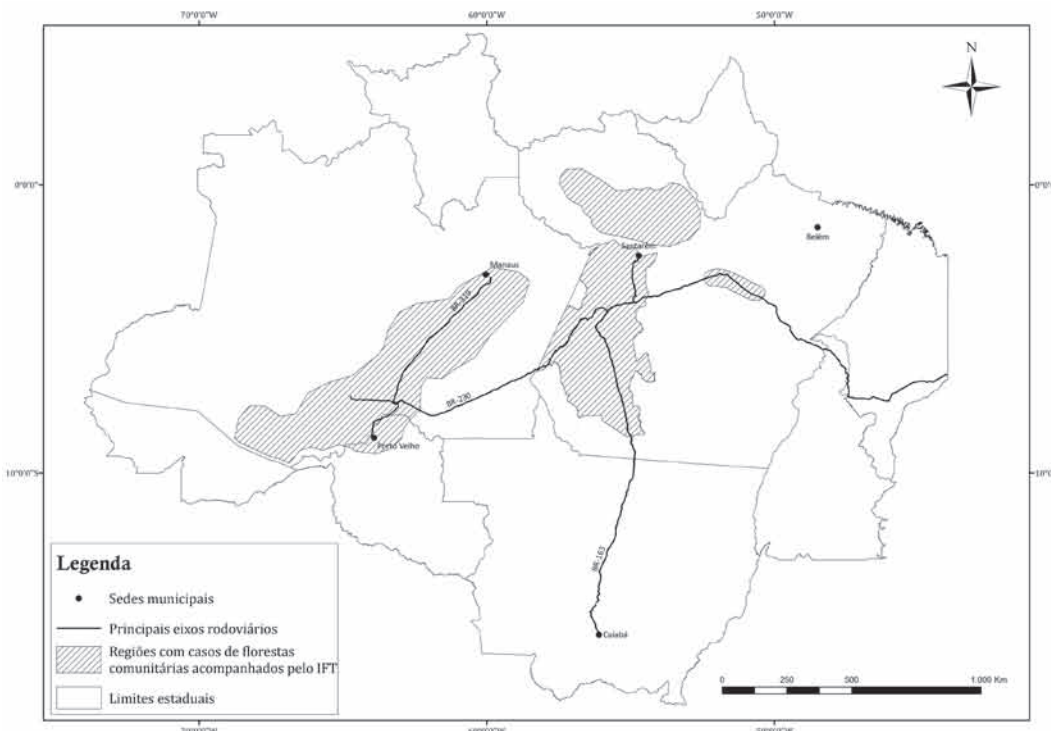 70°0'0"W 60°0'0"W 50°0'0"W
N
0°0'0" 0°0'0"
Belém
Santarém
Manaus
BR-319
BR-230
Porto Velho
10°0'0"S
BR-163
Cuiabá
Legenda
Sedes municipais
Principais eixos rodoviários
Regiões com casos de florestas
comunitárias acompanhados pelo IFT
Limites estaduais
0 250 500 1.000 Km